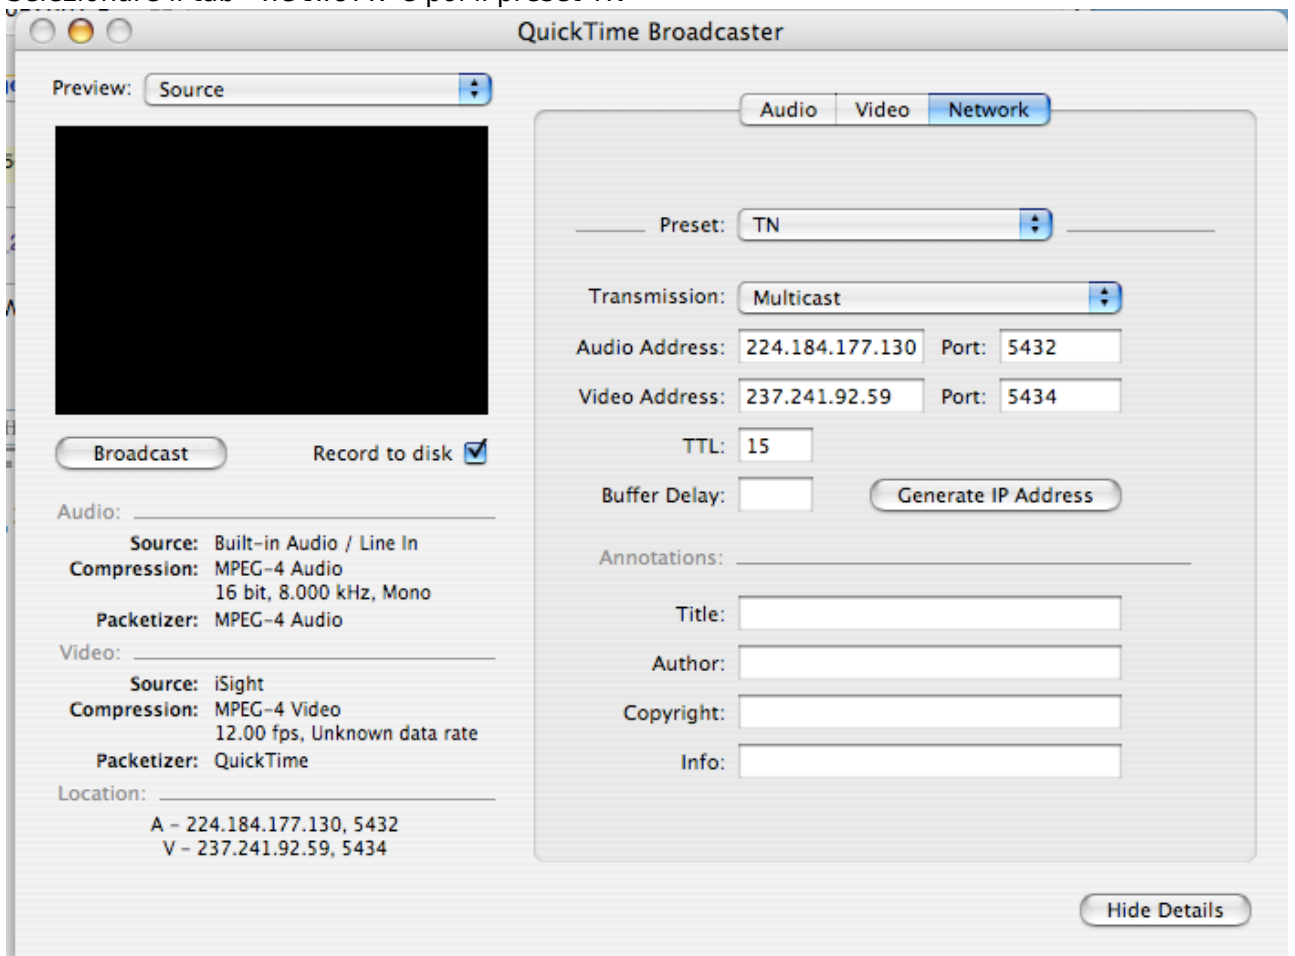 QuickTime Broadcaster
Preview: Source
Audio Video Network
Preset: TN
Transmission: Multicast
Audio Address: 224.184.177.130 Port: 5432
Video Address: 237.241.92.59 Port: 5434
TTL: 15
Buffer Delay:
Generate IP Address
Annotations:
Title:
Author:
Copyright:
Info:
Broadcast Record to disk
Audio:
Source: Built-in Audio / Line In
Compression: MPEG-4 Audio
16 bit, 8.000 kHz, Mono
Packetizer: MPEG-4 Audio
Video:
Source: iSight
Compression: MPEG-4 Video
12.00 fps, Unknown data rate
Packetizer: QuickTime
Location:
A - 224.184.177.130, 5432
V - 237.241.92.59, 5434
Hide Details